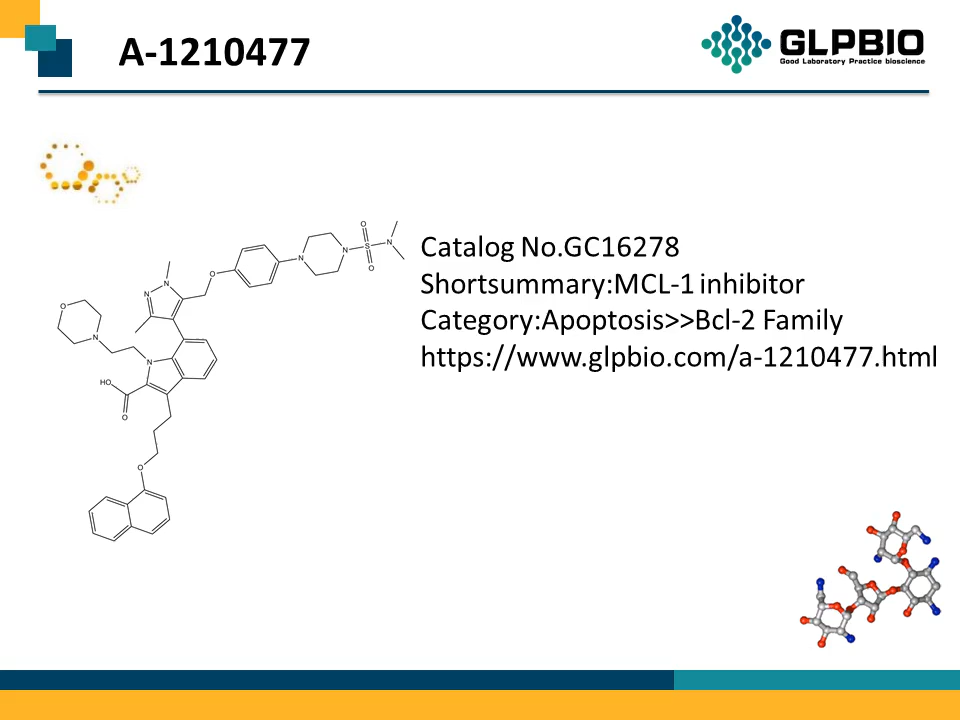 A-1210477
GLPBIO
Good Laboratory Practice bioscience
Catalog No.GC16278
Shortsummary:MCL-1 inhibitor
Category:Apoptosis>>Bcl-2 Family
https://www.glpbio.com/a-1210477.html
O
N
N
S
O
N
O
N
N
O
N
N
HO
O
O